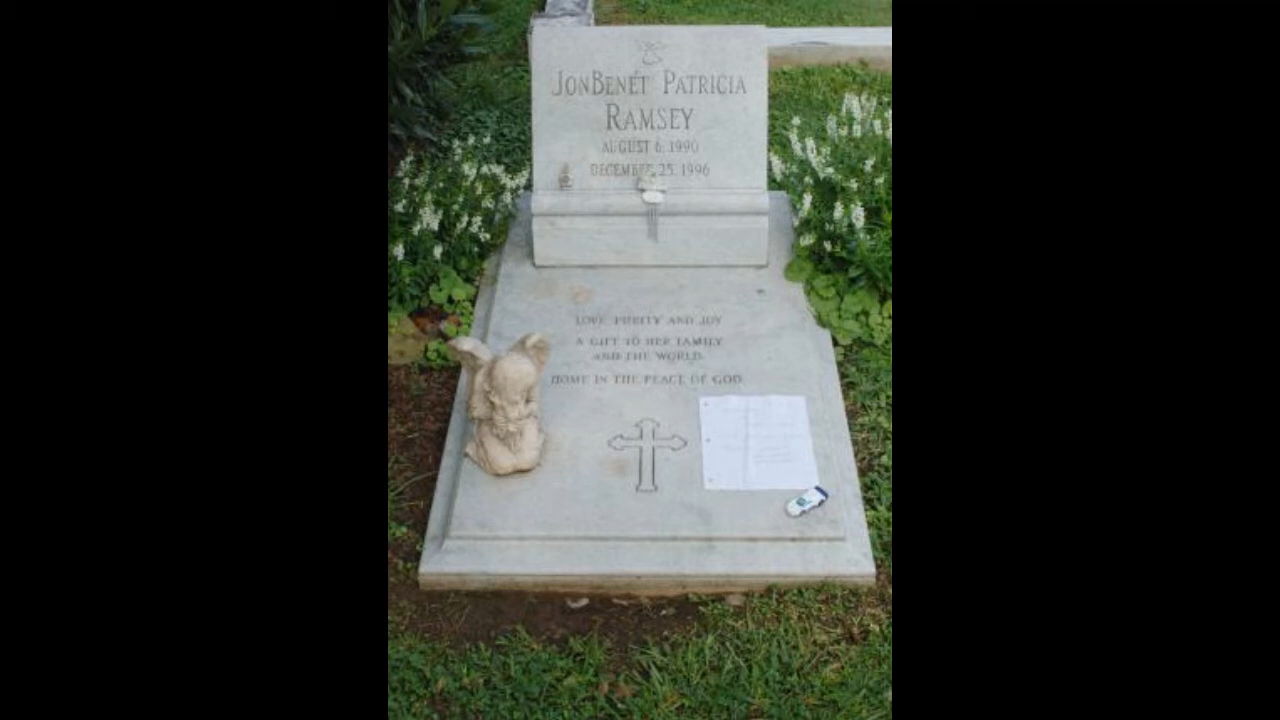 JONBENÉT PATRICIA
RAMSEY
AUGUST 6, 1990
DECEMBER 25, 1996
LOVE PURITY AND JOY
A GIFT TO HER FAMILY
AND THE WORLD.
HOME IN THE PEACE OF GOD.